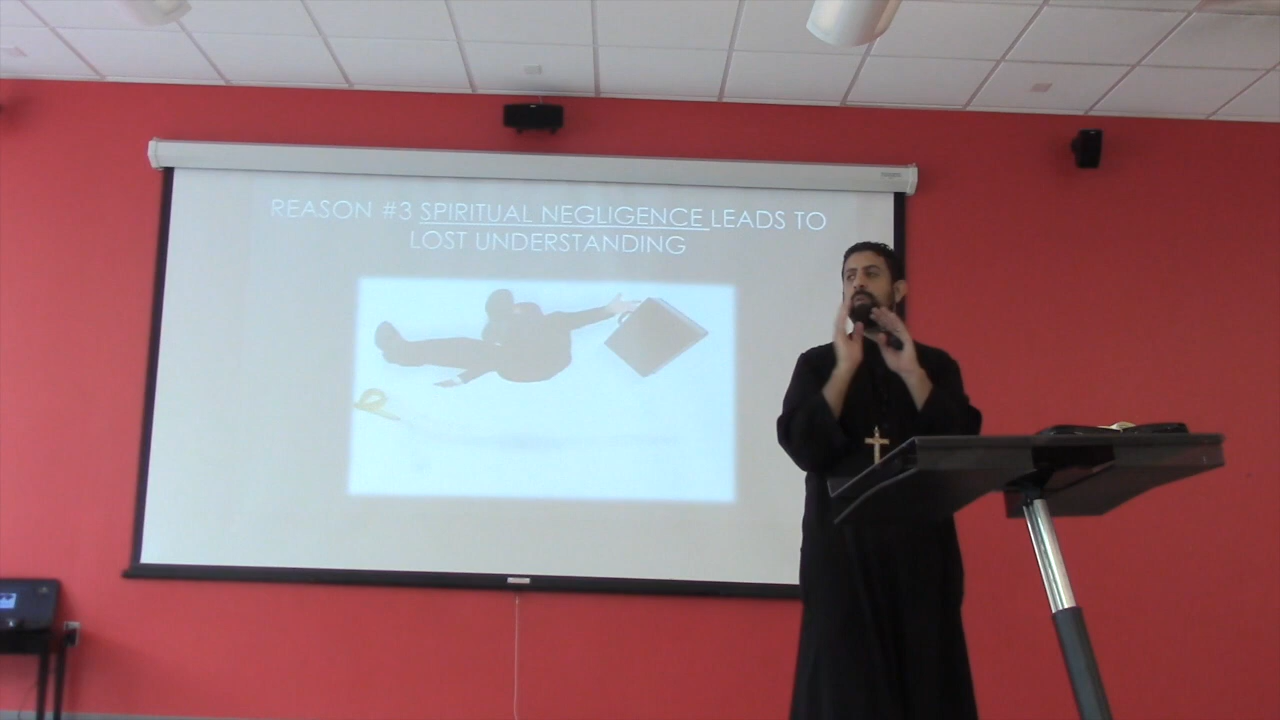 REASON #3 SPIRITUAL NEGLIGENCE LEADS TO
LOST UNDERSTANDING